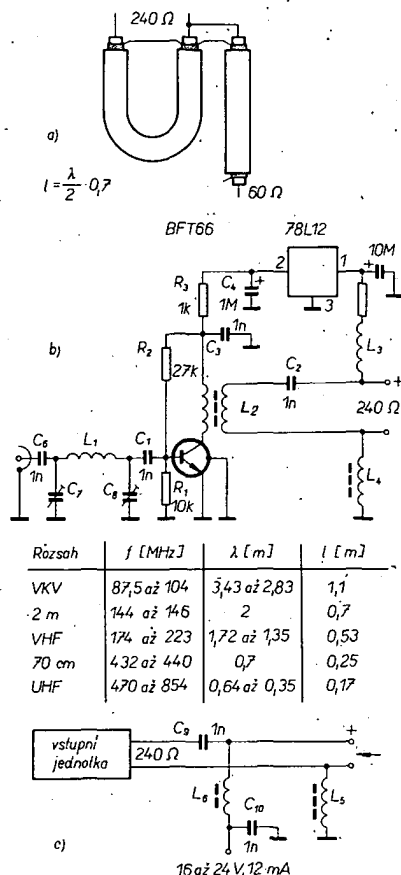 240 Ω
a)
l = λ/2 · 0,7
60 Ω
BFT66
78L12
R3
1k
C4
1M
+
2
1
3
+
10M
b)
R2
27k
C3
1n
L3
C2
1n
+
L2
240 Ω
C6
1n
L1
C1
1n
C7
C8
R1
10k
L4
Rozsah f [MHz] λ [m] l [m]
VKV 87,5 až 104 3,43 až 2,83 1,1
2 m 144 až 146 2 0,7
VHF 174 až 223 1,72 až 1,35 0,53
70 cm 432 až 440 0,7 0,25
UHF 470 až 854 0,64 až 0,35 0,17
vstupní
jednotka
C9
1n
240 Ω
+
L6
L5
C10
1n
c)
16 až 24 V, 12 mA